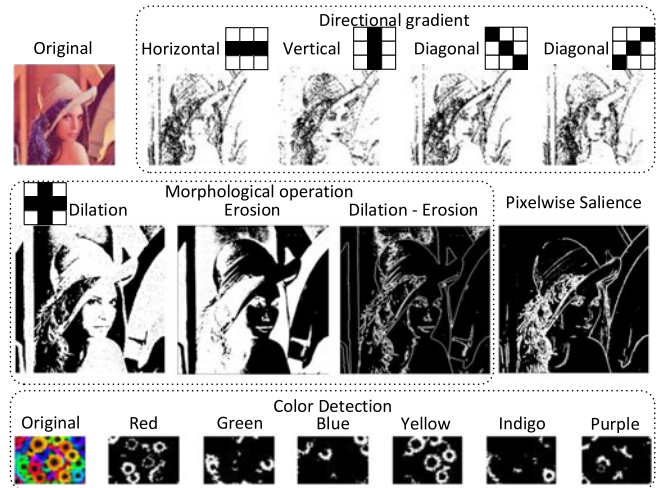 Directional gradient
Original Horizontal Vertical Diagonal Diagonal
Morphological operation
Dilation Erosion Dilation - Erosion Pixelwise Salience
Color Detection
Original Red Green Blue Yellow Indigo Purple